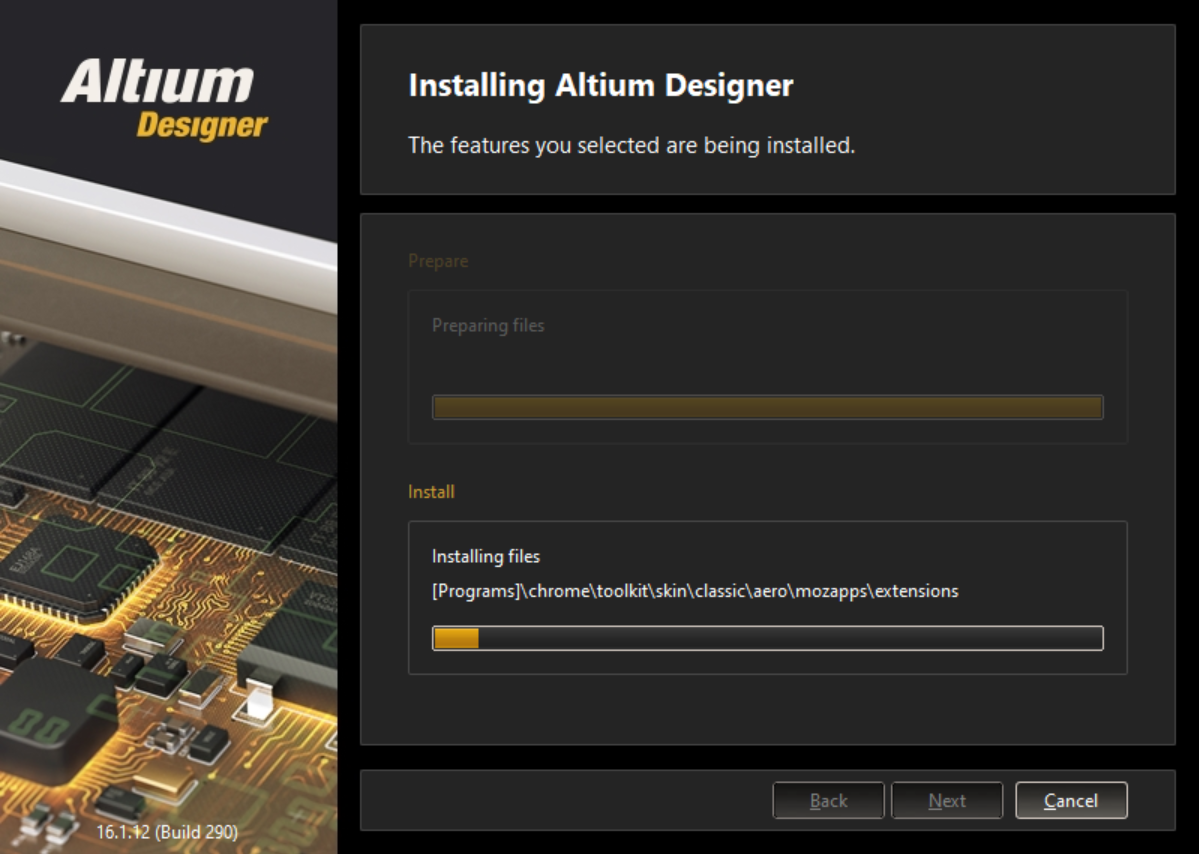 Altium
Designer
Installing Altium Designer
The features you selected are being installed.
Prepare
Preparing files
Install
Installing files
[Programs]\chrome\toolkit\skin\classic\aero\mozapps\extensions
Back
Next
Cancel
16.1.12 (Build 290)